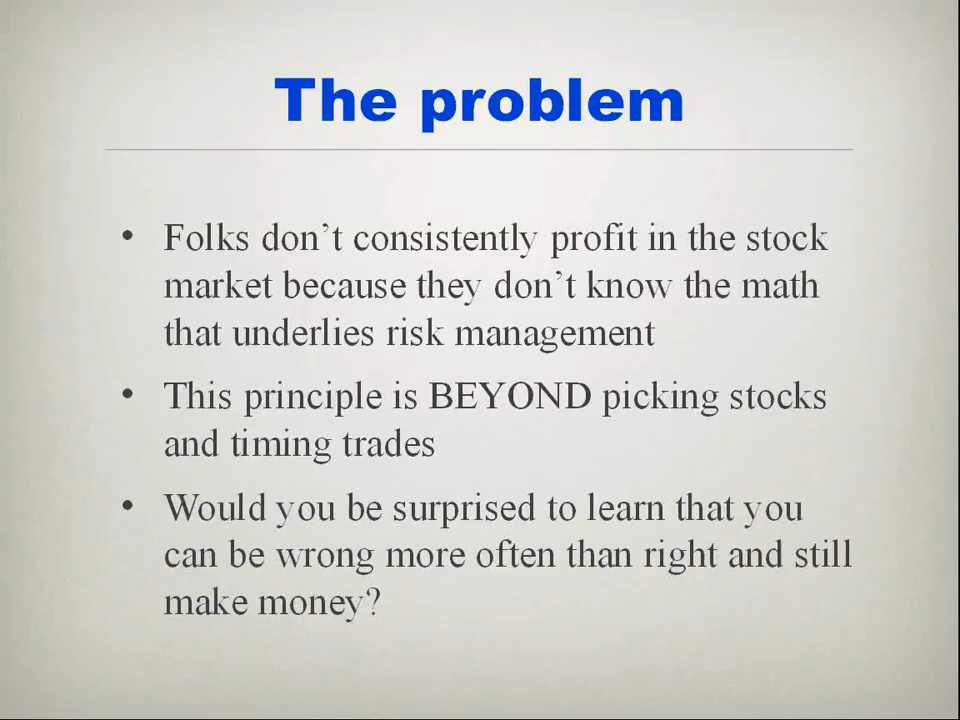 The problem
• Folks don’t consistently profit in the stock
market because they don’t know the math
that underlies risk management
• This principle is BEYOND picking stocks
and timing trades
• Would you be surprised to learn that you
can be wrong more often than right and still
make money?